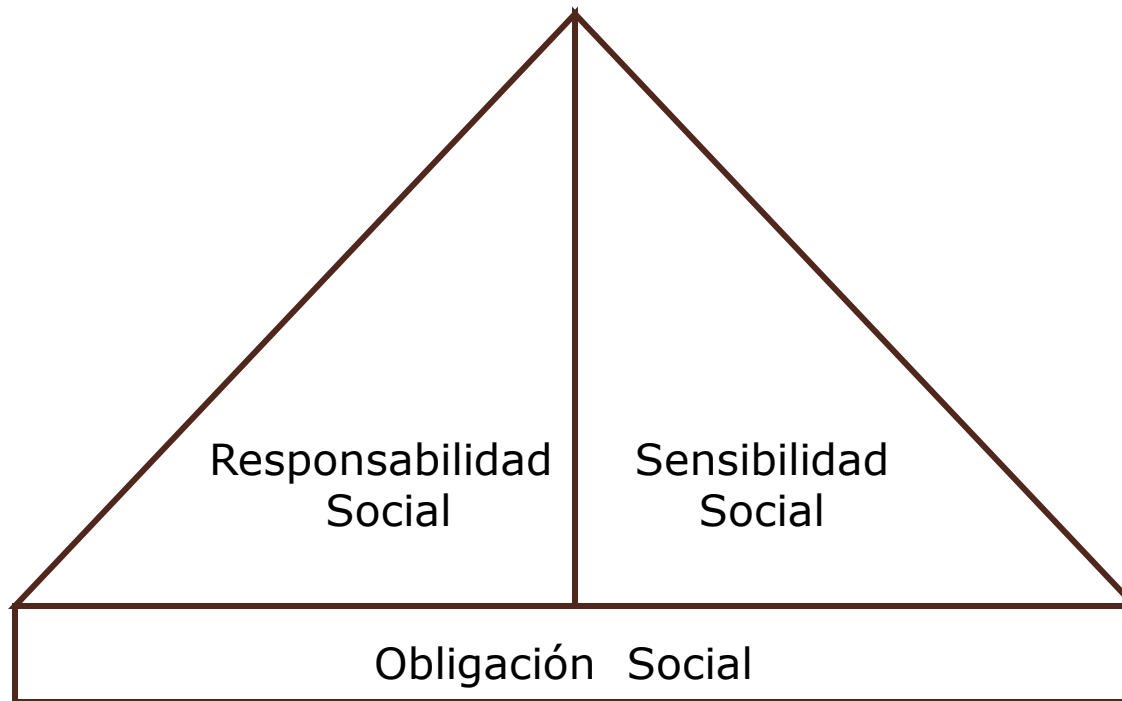 Responsabilidad
Social
Sensibilidad
Social
Obligación  Social